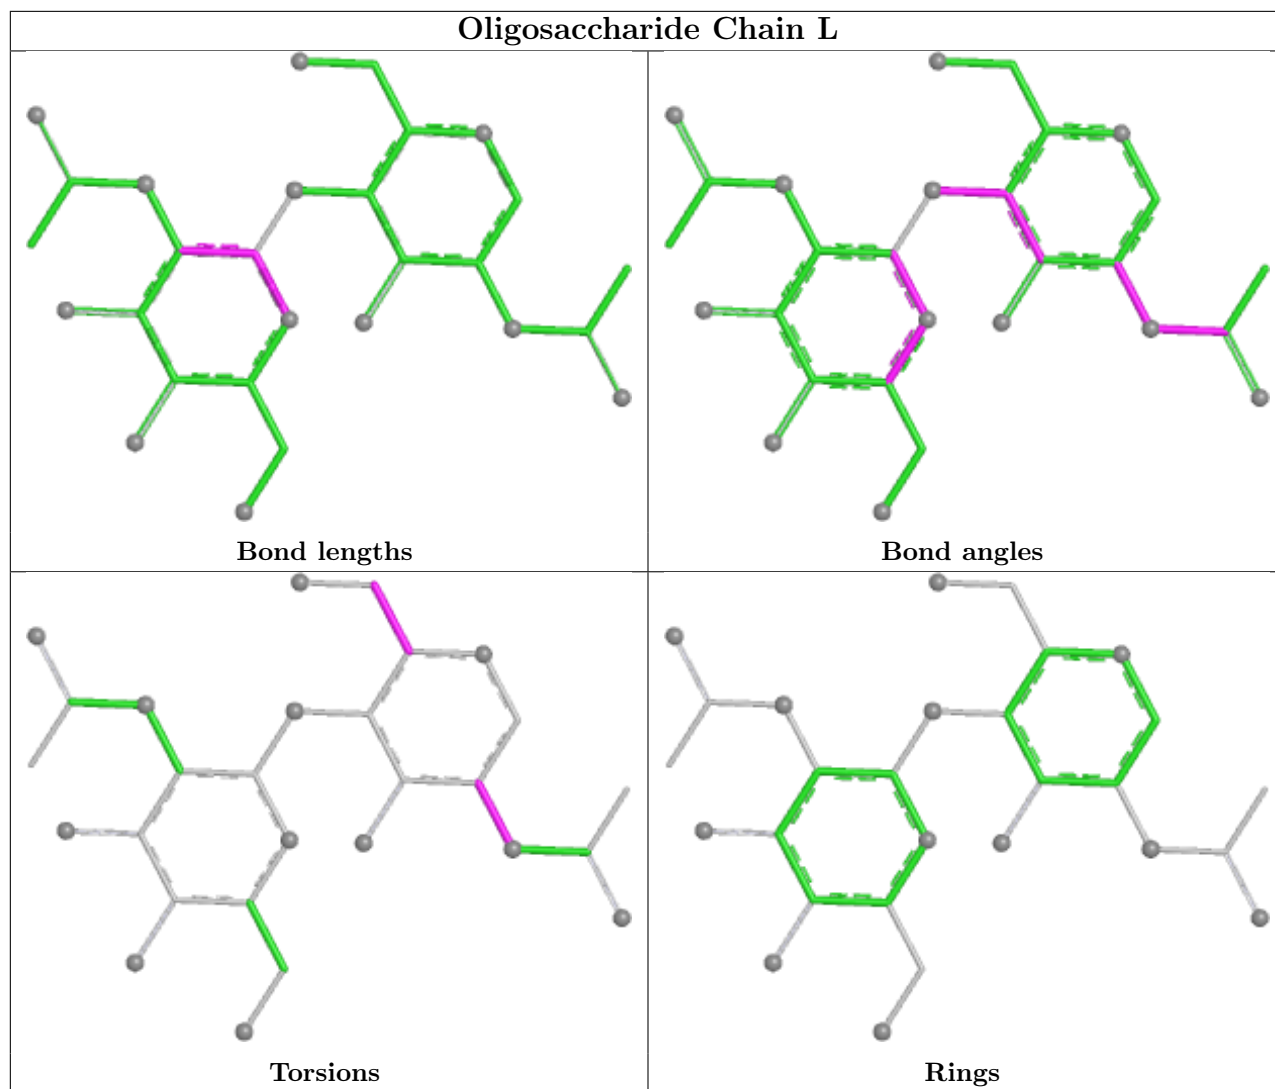 Oligosaccharide Chain L
Bond lengths
Bond angles
Torsions
Rings